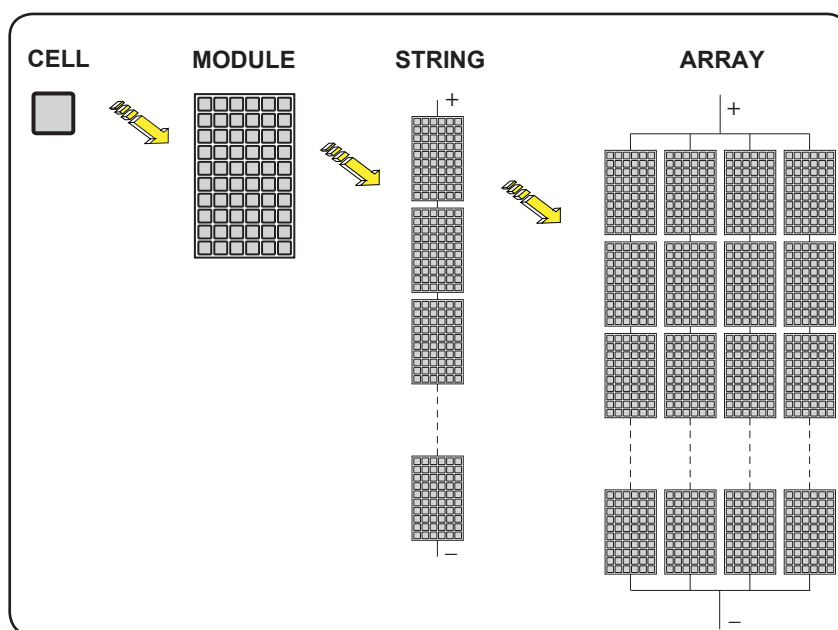 CELL MODULE STRING ARRAY
+ +
− −